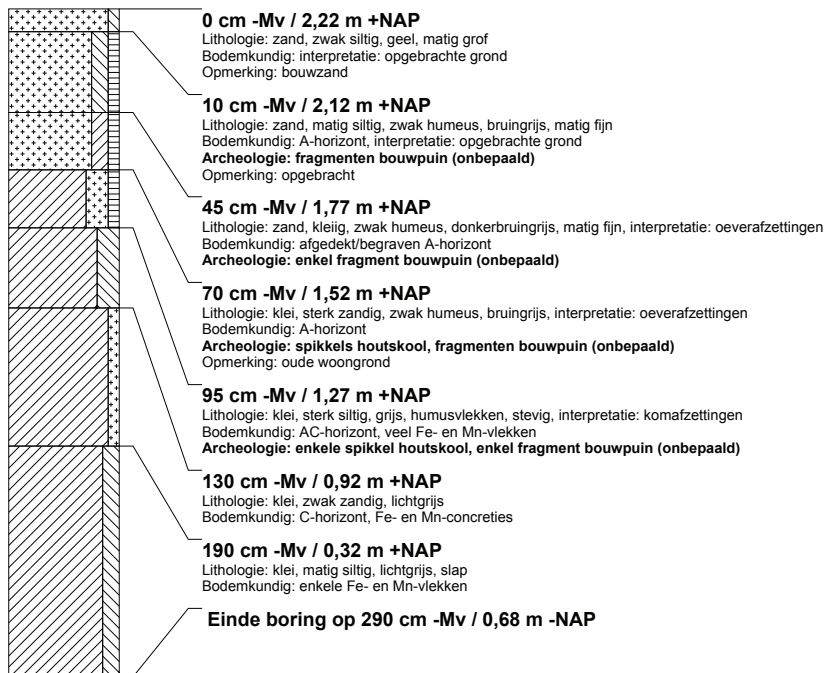 0 cm -Mv / 2,22 m +NAP
Lithologie: zand, zwak siltig, geel, matig grof
Bodemkundig: interpretatie: opgebrachte grond
Opmerking: bouwzand
10 cm -Mv / 2,12 m +NAP
Lithologie: zand, matig siltig, zwak humeus, bruingrijs, matig fijn
Bodemkundig: A-horizont, interpretatie: opgebrachte grond
Archeologie: fragmenten bouwpuin (onbepaald)
Opmerking: opgebracht
45 cm -Mv / 1,77 m +NAP
Lithologie: zand, kleiig, zwak humeus, donkerbruingrijs, matig fijn, interpretatie: oeverafzettingen
Bodemkundig: afgedekt/begraven A-horizont
Archeologie: enkel fragment bouwpuin (onbepaald)
70 cm -Mv / 1,52 m +NAP
Lithologie: klei, sterk zandig, zwak humeus, bruingrijs, interpretatie: oeverafzettingen
Bodemkundig: A-horizont
Archeologie: spikkels houtskool, fragmenten bouwpuin (onbepaald)
Opmerking: oude woongrond
95 cm -Mv / 1,27 m +NAP
Lithologie: klei, sterk siltig, grijs, humusvlekken, stevig, interpretatie: komafzettingen
Bodemkundig: AC-horizont, veel Fe- en Mn-vlekken
Archeologie: enkele spikkel houtskool, enkel fragment bouwpuin (onbepaald)
130 cm -Mv / 0,92 m +NAP
Lithologie: klei, zwak zandig, lichtgrijs
Bodemkundig: C-horizont, Fe- en Mn-concreties
190 cm -Mv / 0,32 m +NAP
Lithologie: klei, matig siltig, lichtgrijs, slap
Bodemkundig: enkele Fe- en Mn-vlekken
Einde boring op 290 cm -Mv / 0,68 m -NAP